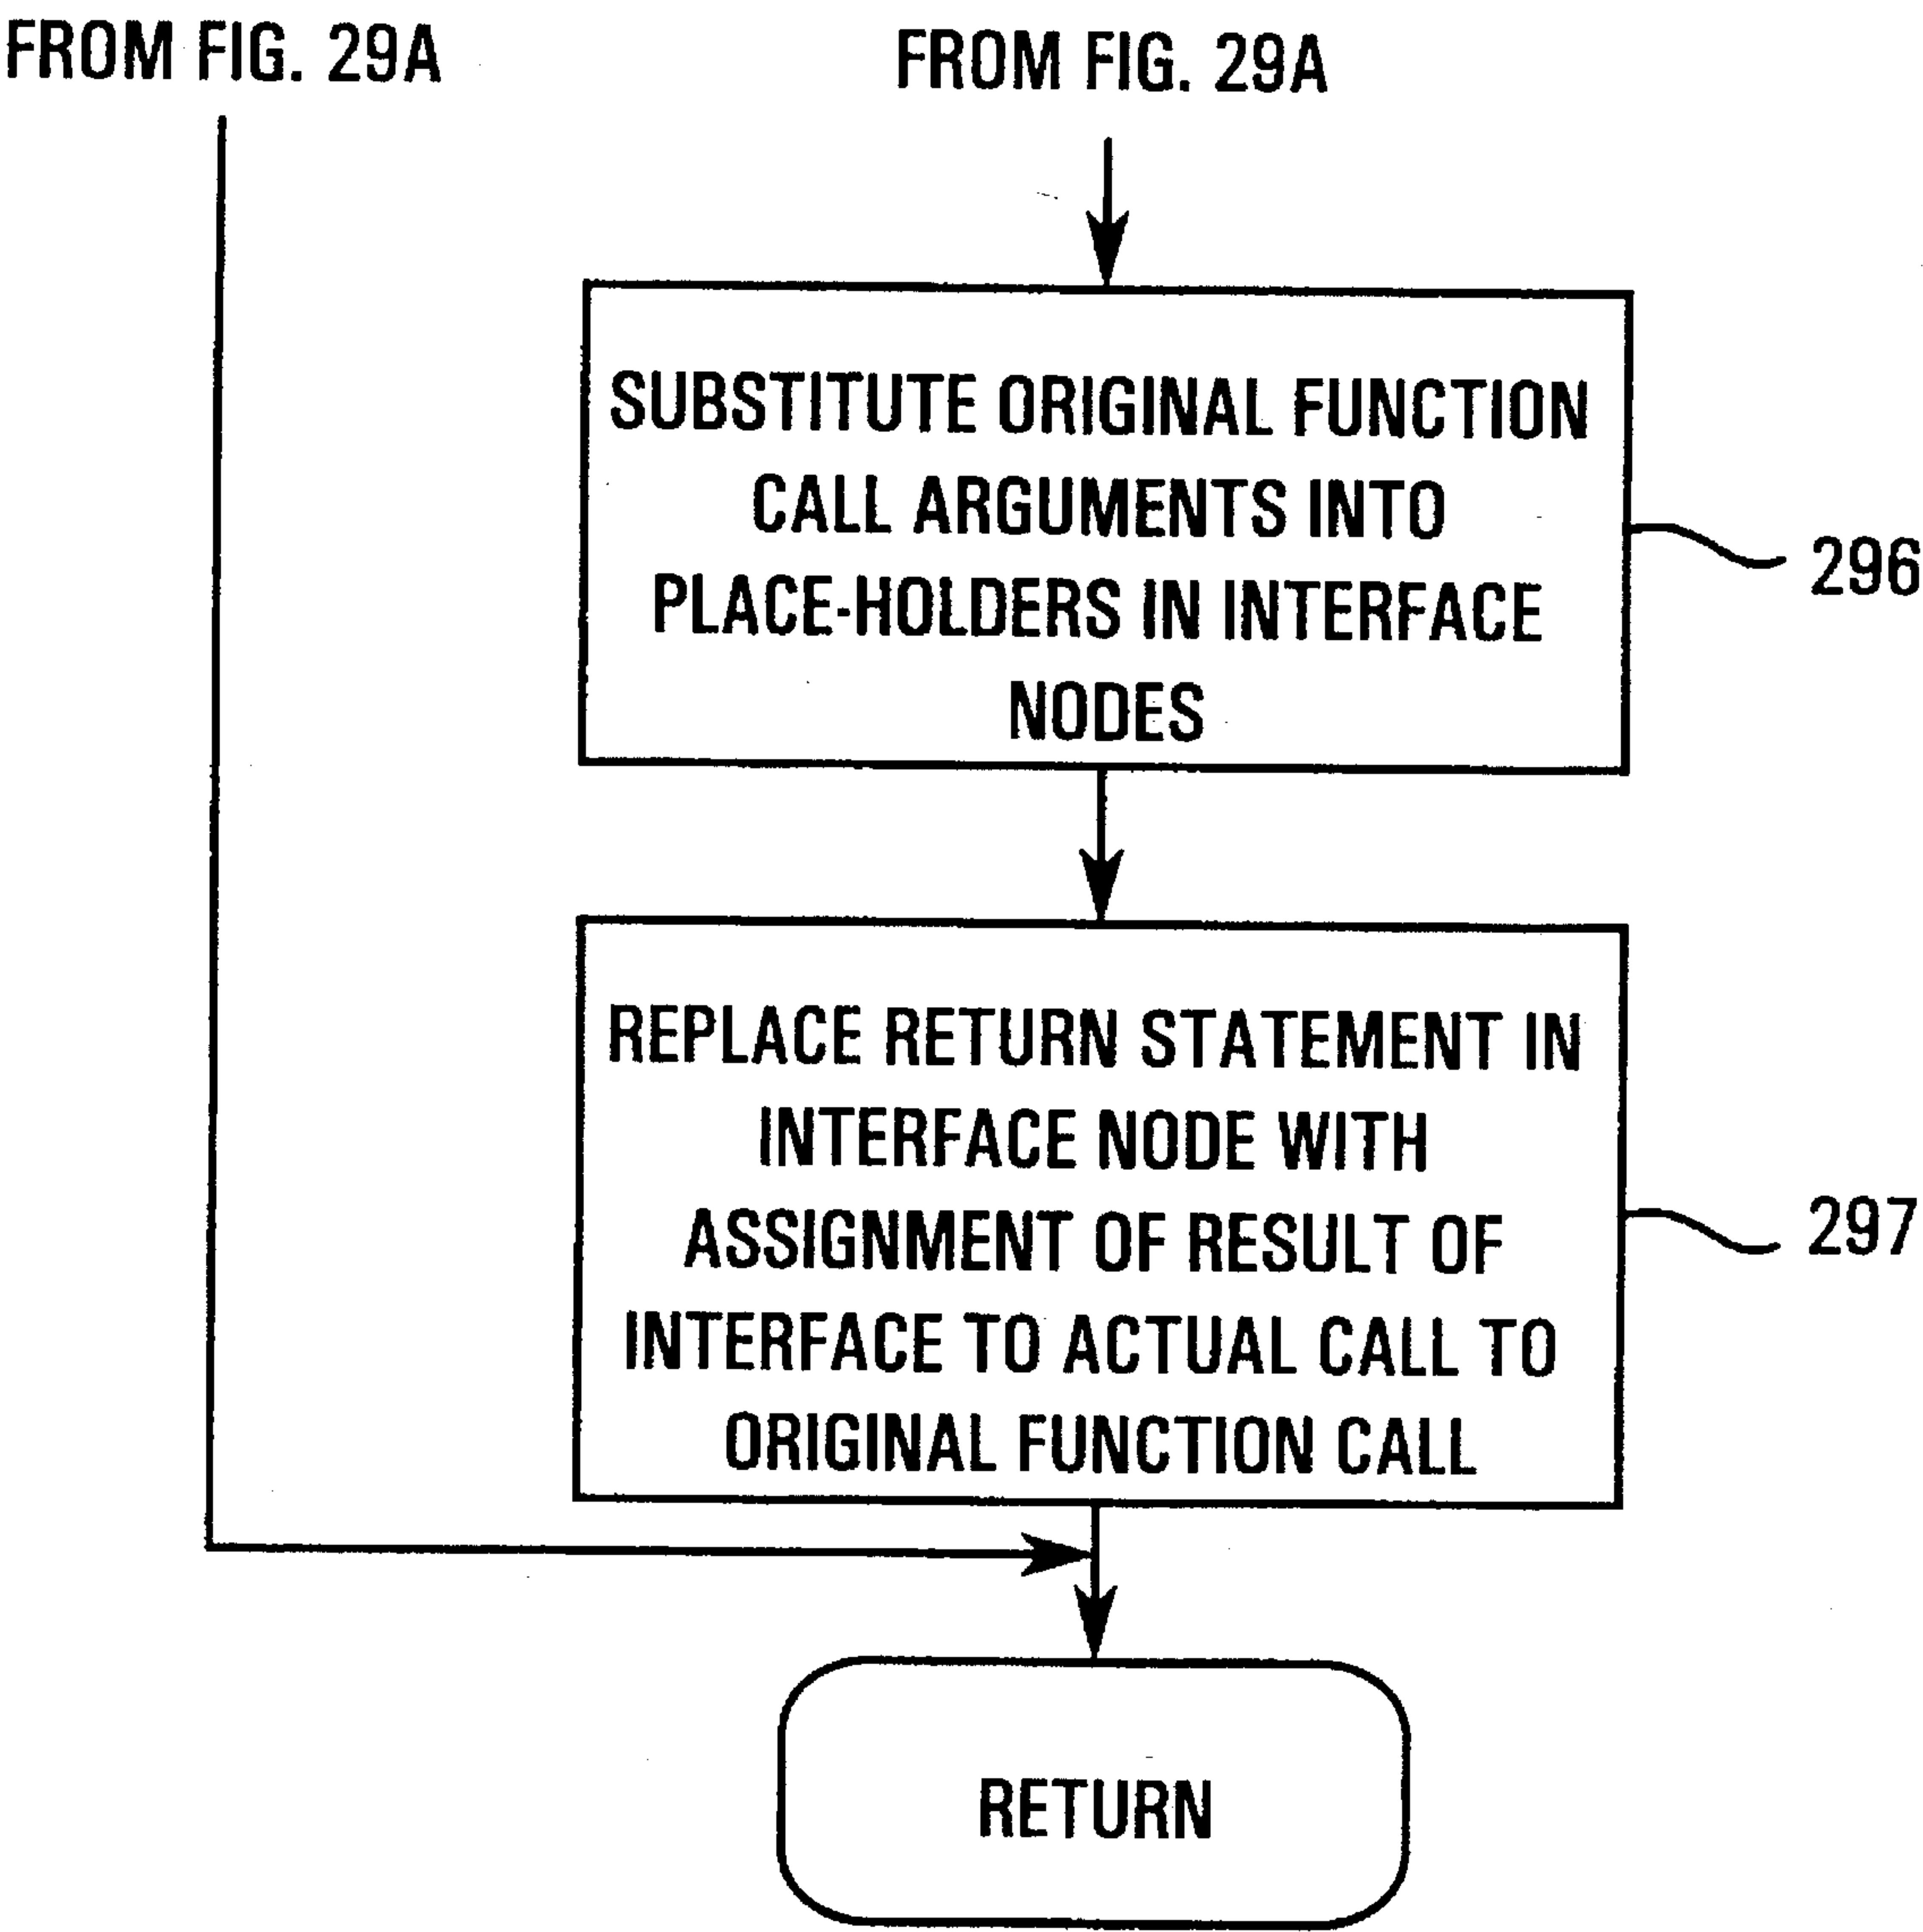 FROM FIG. 29A
FROM FIG. 29A
SUBSTITUTE ORIGINAL FUNCTION
CALL ARGUMENTS INTO
PLACE-HOLDERS IN INTERFACE
NODES
296
REPLACE RETURN STATEMENT IN
INTERFACE NODE WITH
ASSIGNMENT OF RESULT OF
INTERFACE TO ACTUAL CALL TO
ORIGINAL FUNCTION CALL
297
RETURN